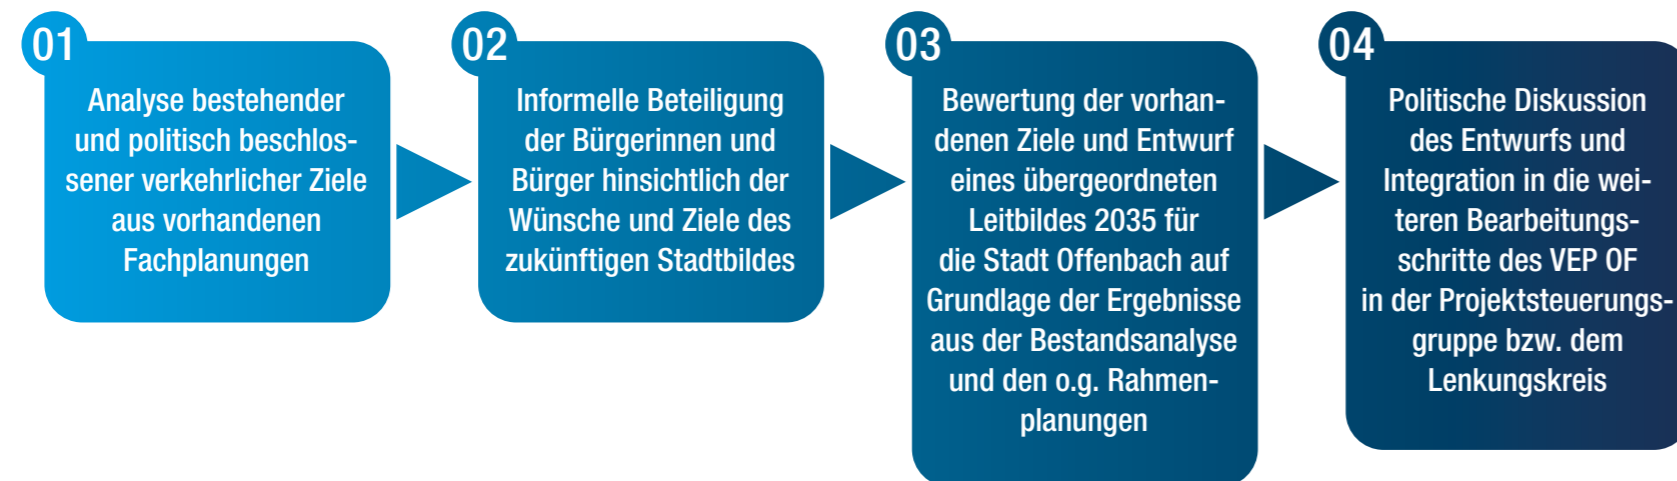 01
Analyse bestehender
und politisch beschlos-
sener verkehrlicher Ziele
aus vorhandenen
Fachplanungen
02
Informelle Beteiligung
der Bürgerinnen und
Bürger hinsichtlich der
Wünsche und Ziele des
zukünftigen Stadtbildes
03
Bewertung der vorhan-
denen Ziele und Entwurf
eines übergeordneten
Leitbildes 2035 für
die Stadt Offenbach auf
Grundlage der Ergebnisse
aus der Bestandsanalyse
und den o.g. Rahmen-
planungen
04
Politische Diskussion
des Entwurfs und
Integration in die wei-
teren Bearbeitungs-
schritte des VEP OF
in der Projektsteuerungs-
gruppe bzw. dem
Lenkungskreis